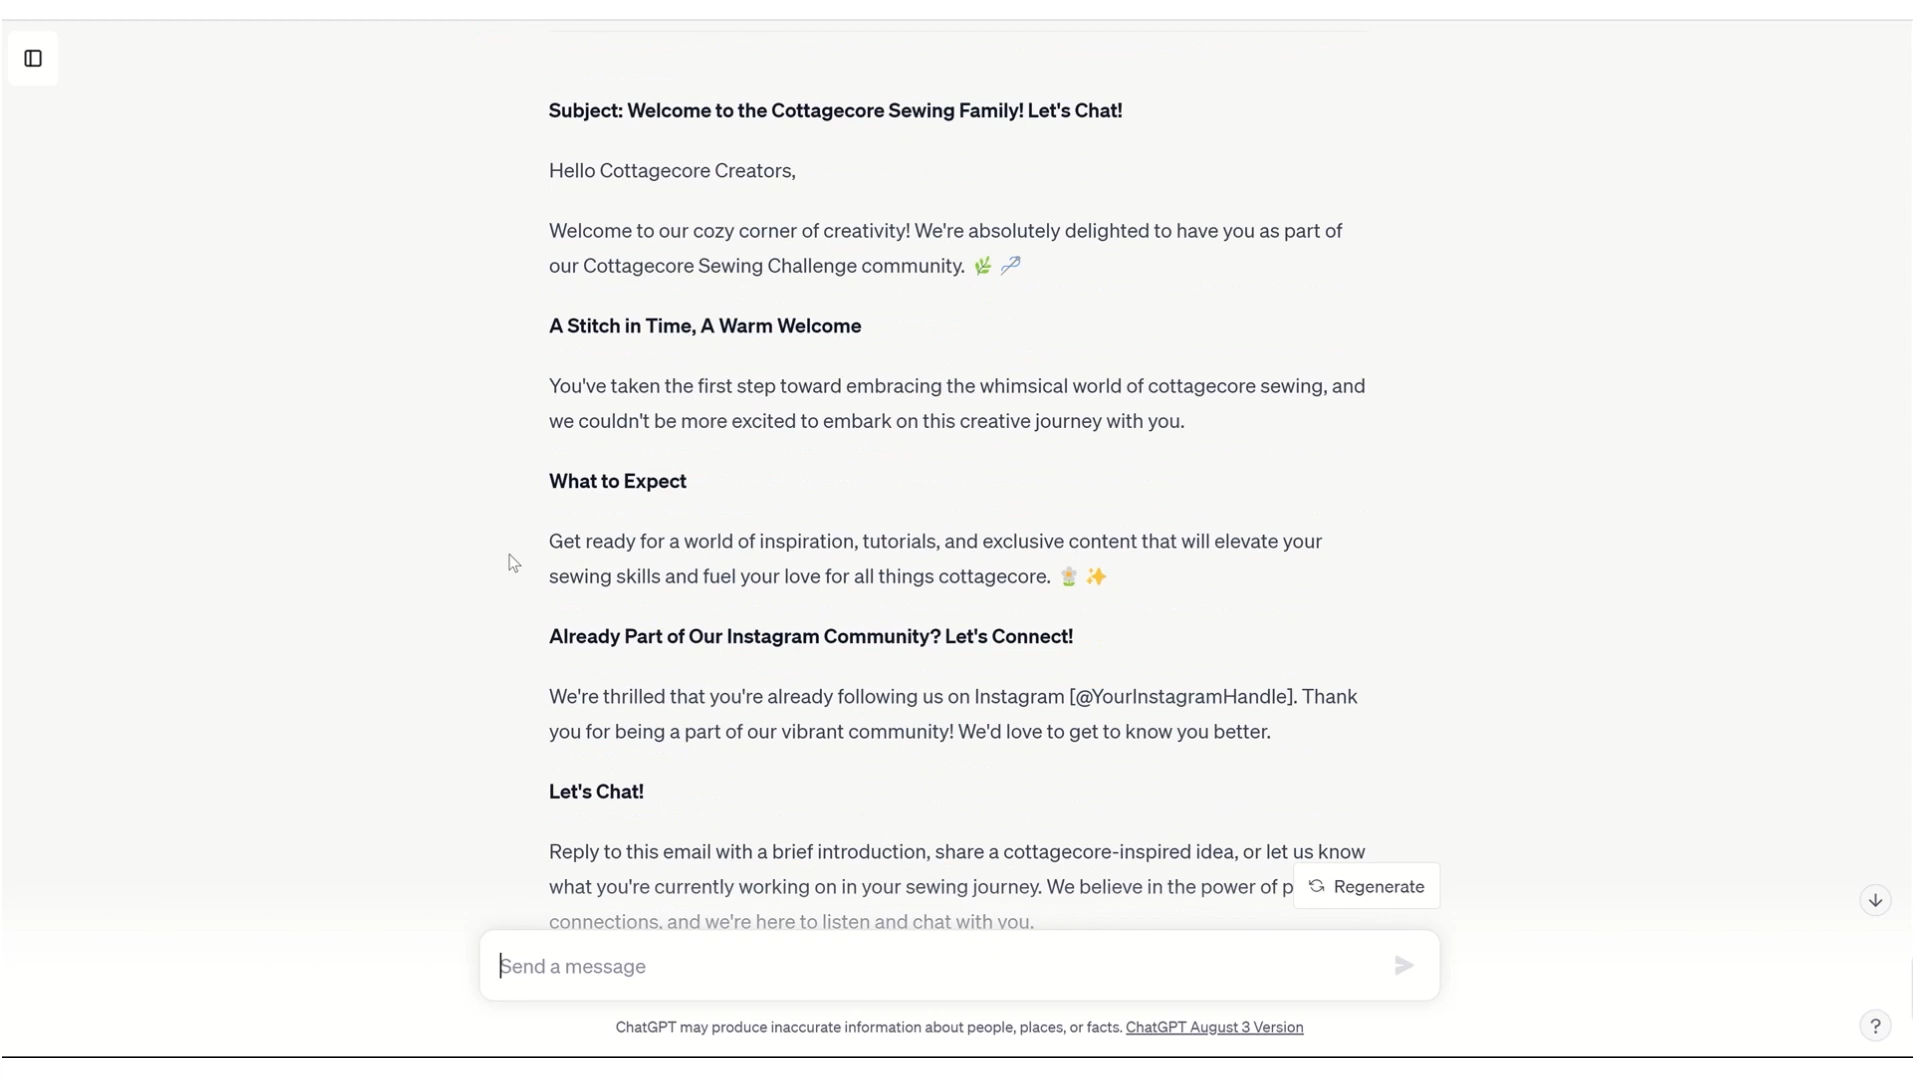 Subject: Welcome to the Cottagecore Sewing Family! Let's Chat!
Hello Cottagecore Creators,
Welcome to our cozy corner of creativity! We're absolutely delighted to have you as part of
our Cottagecore Sewing Challenge community. 🌿 🪡
A Stitch in Time, A Warm Welcome
You've taken the first step toward embracing the whimsical world of cottagecore sewing, and
we couldn't be more excited to embark on this creative journey with you.
What to Expect
Get ready for a world of inspiration, tutorials, and exclusive content that will elevate your
sewing skills and fuel your love for all things cottagecore. 🌼 ✨
Already Part of Our Instagram Community? Let's Connect!
We're thrilled that you're already following us on Instagram [@YourInstagramHandle]. Thank
you for being a part of our vibrant community! We'd love to get to know you better.
Let's Chat!
Reply to this email with a brief introduction, share a cottagecore-inspired idea, or let us know
what you're currently working on in your sewing journey. We believe in the power of p
Regenerate
connections, and we're here to listen and chat with you.
Send a message
ChatGPT may produce inaccurate information about people, places, or facts. ChatGPT August 3 Version
?